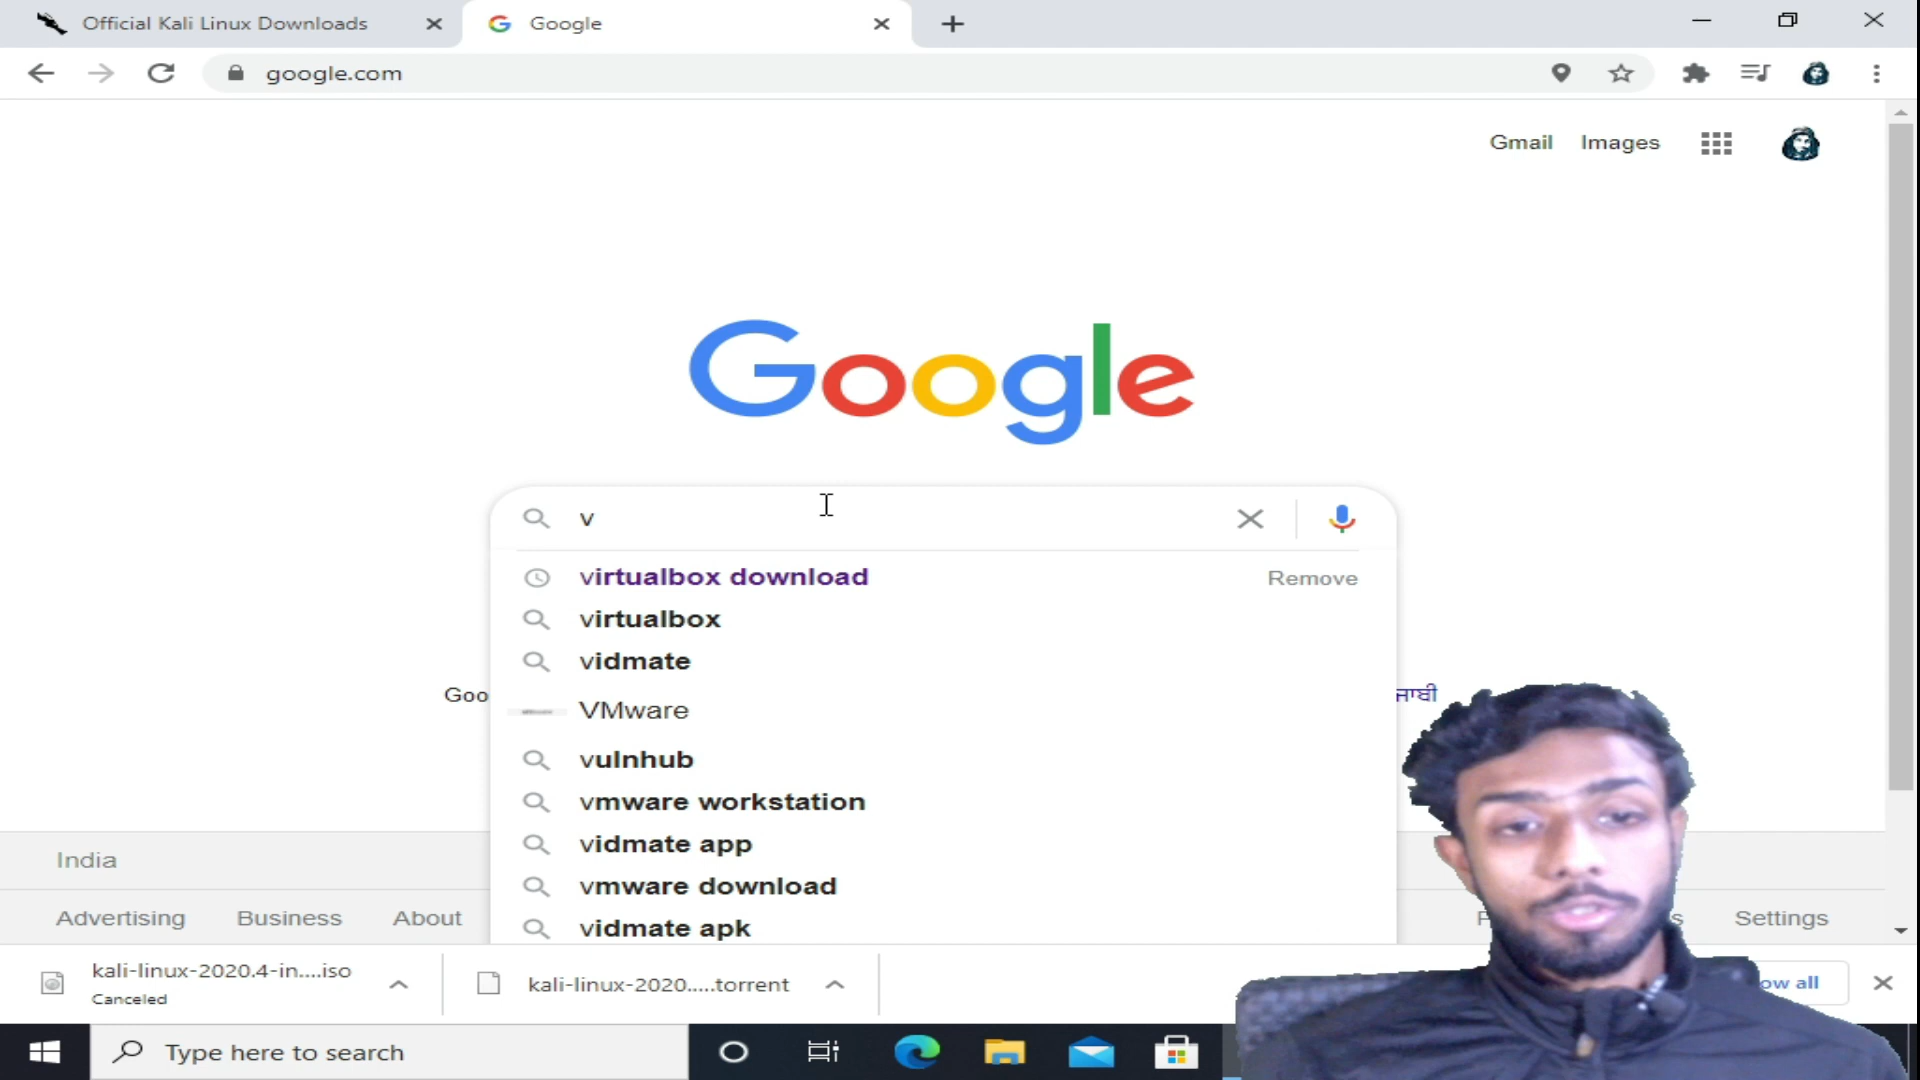 Official Kali Linux Downloads
Google
google.com
Gmail Images
Google
v
virtualbox download Remove
virtualbox
vidmate
Goo ਜਾਬੀ
VMware
vulnhub
vmware workstation
vidmate app
India
vmware download
Advertising Business About Settings
vidmate apk
kali-linux-2020.4-in....iso
Canceled
kali-linux-2020.....torrent
ow all
Type here to search